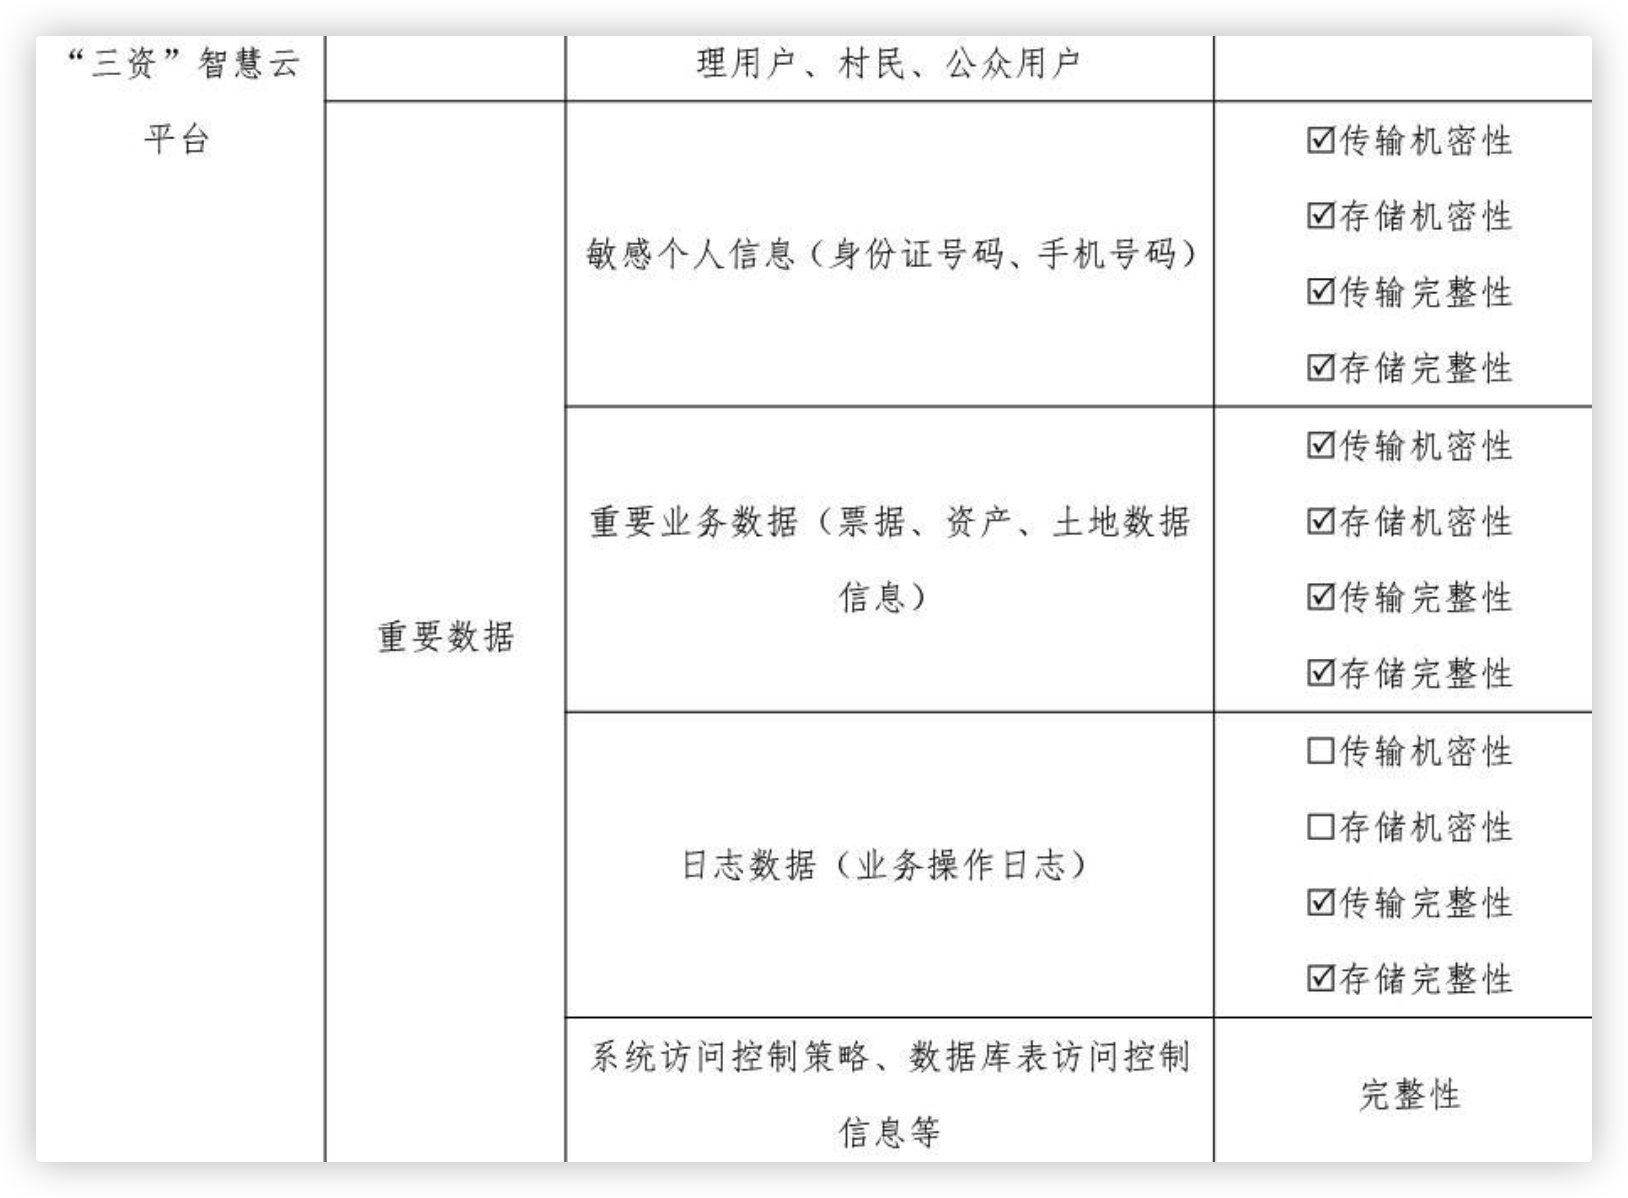 “三资”智慧云
平台
理用户、村民、公众用户
重要数据
敏感个人信息（身份证号码、手机号码）
☑传输机密性
☑存储机密性
☑传输完整性
☑存储完整性
重要业务数据（票据、资产、土地数据
信息）
☑传输机密性
☑存储机密性
☑传输完整性
☑存储完整性
日志数据（业务操作日志）
☐传输机密性
☐存储机密性
☑传输完整性
☑存储完整性
系统访问控制策略、数据库表访问控制
信息等
完整性